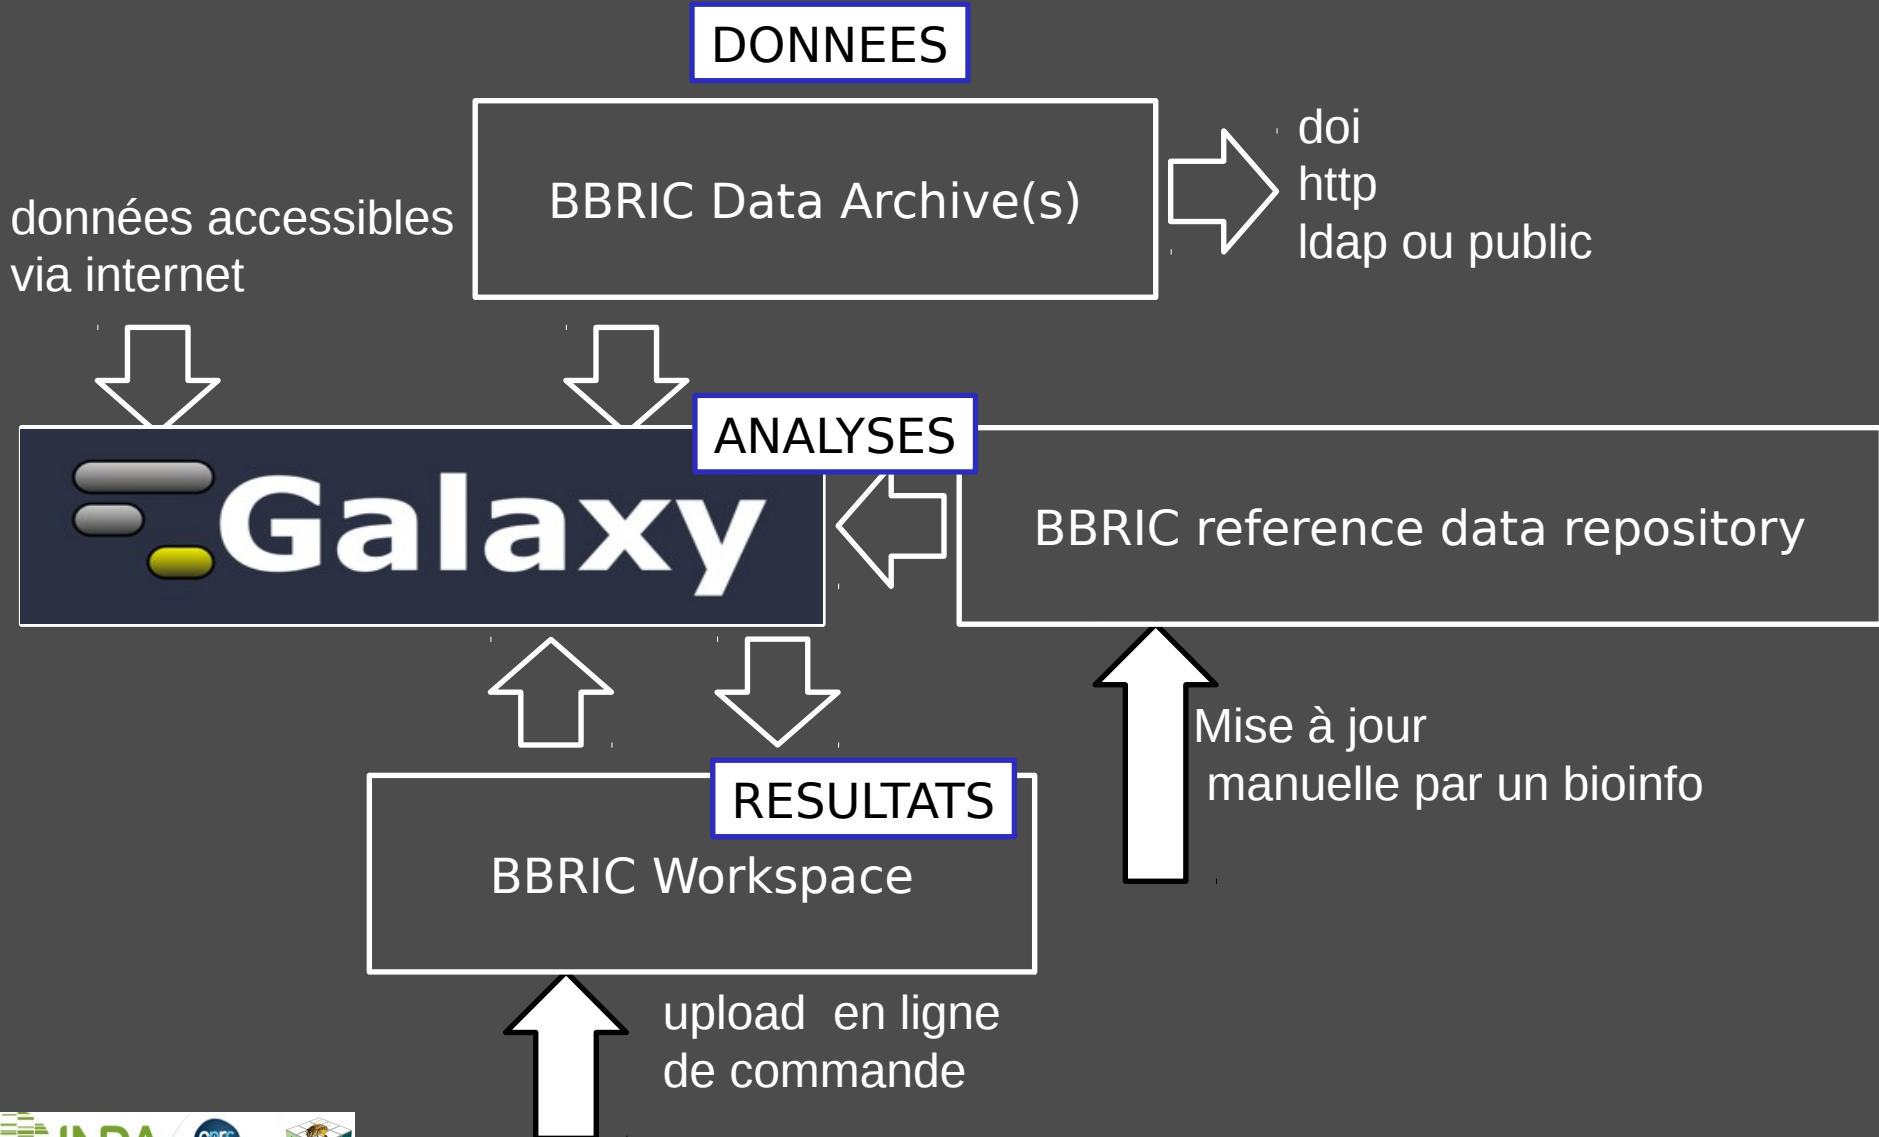 DONNEES
BBRIC Data Archive(s)
doi
http
ldap ou public
données accessibles
via internet
ANALYSES
Galaxy
BBRIC reference data repository
Mise à jour
manuelle par un bioinfo
RESULTATS
BBRIC Workspace
upload en ligne
de commande